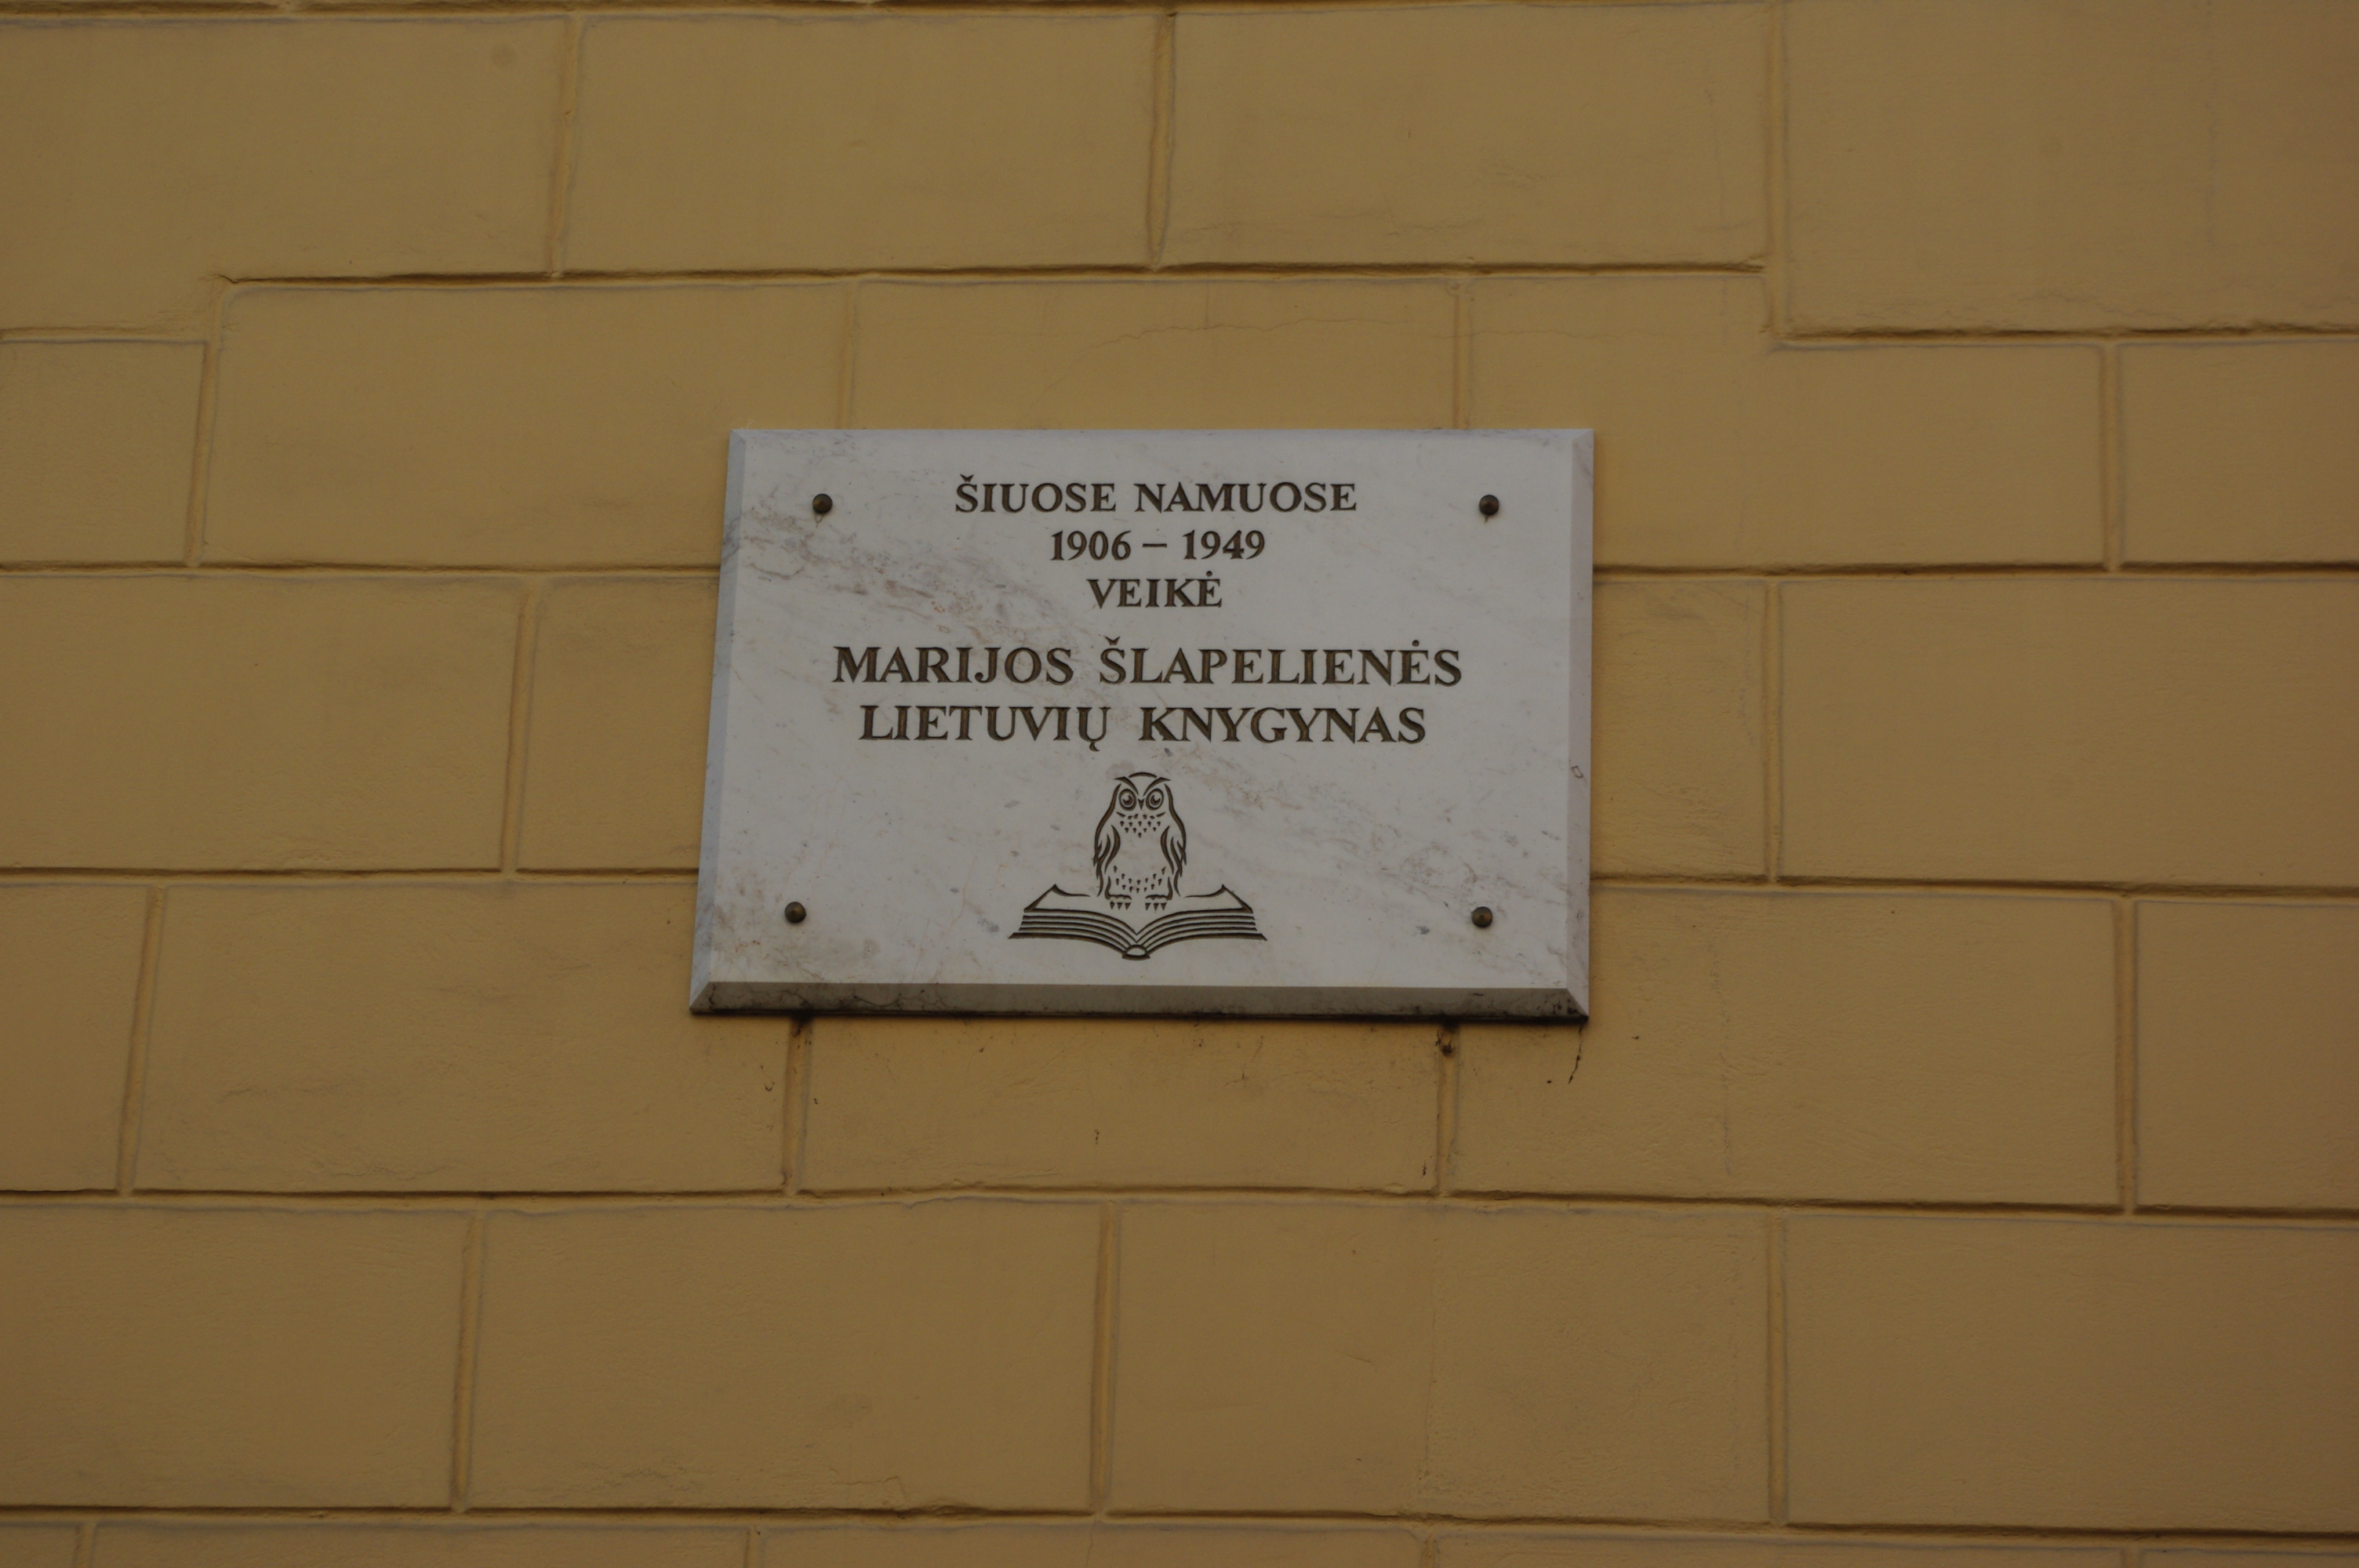 ŠIUOSE NAMUOSE
1906 – 1949
VEIKĖ
MARIJOS ŠLAPELIENĖS
LIETUVIŲ KNYGYNAS